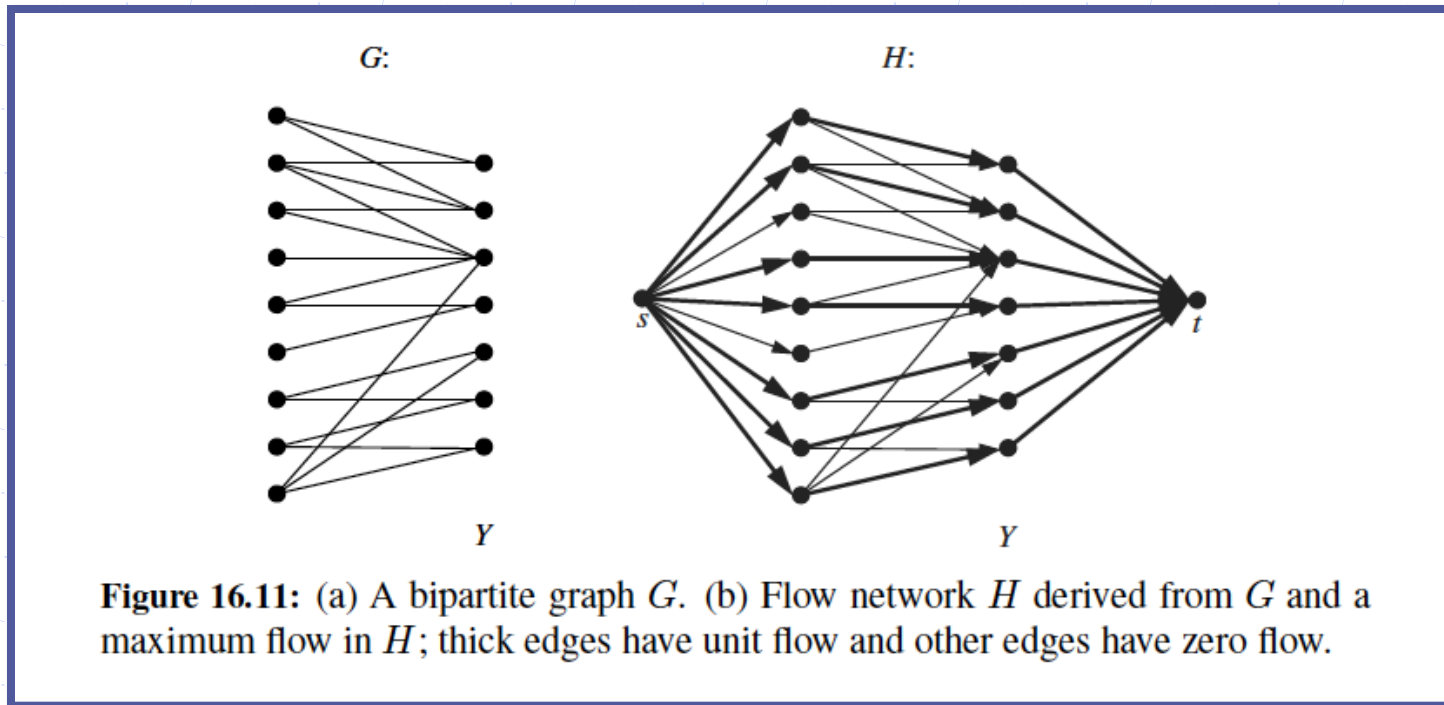 G:
H:
s
t
Y
Y
Figure 16.11: (a) A bipartite graph G. (b) Flow network H derived from G and a
maximum flow in H; thick edges have unit flow and other edges have zero flow.